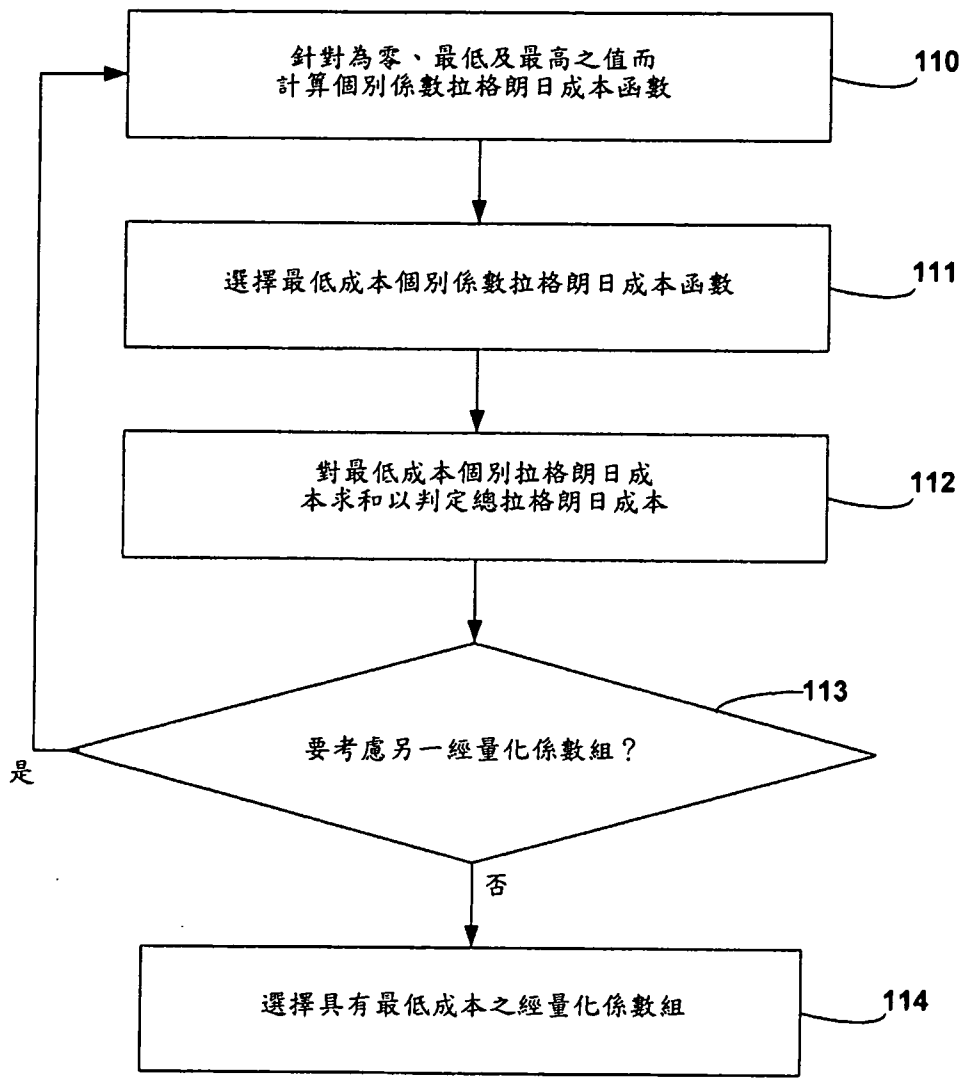 針對為零、最低及最高之值而
計算個別係數拉格朗日成本函數
110
選擇最低成本個別係數拉格朗日成本函數
111
對最低成本個別拉格朗日成
本求和以判定總拉格朗日成本
112
113
要考慮另一經量化係數組？
是
否
選擇具有最低成本之經量化係數組
114